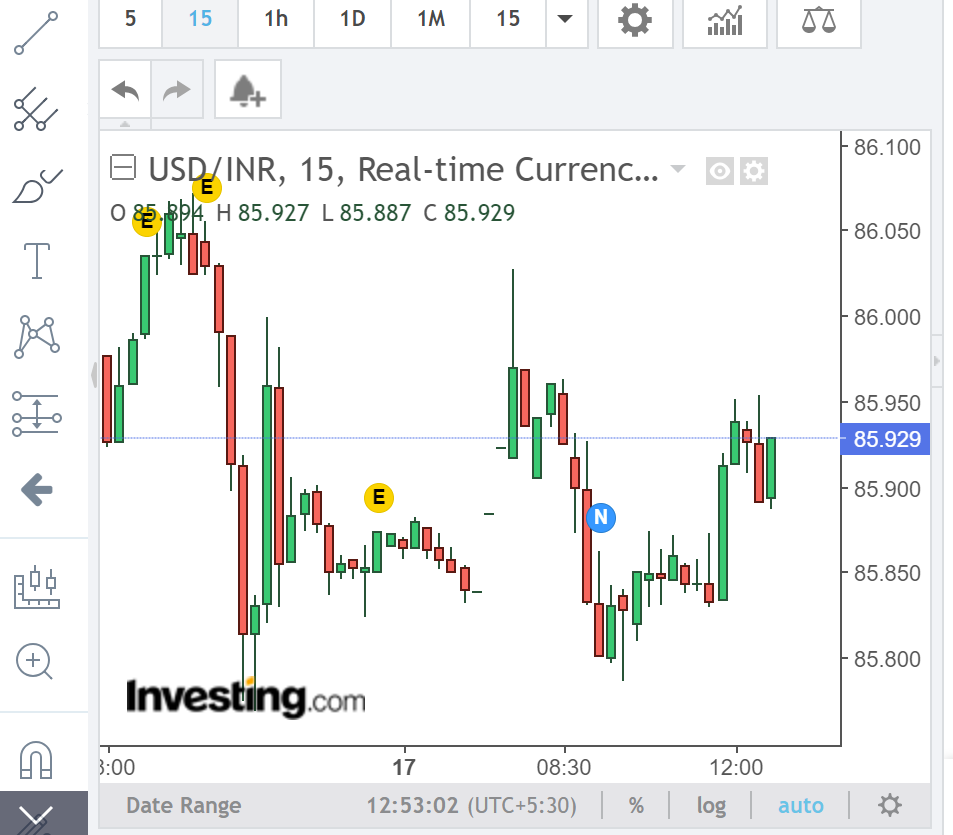 5 15 1h 1D 1M 15
USD/INR, 15, Real-time Currenc...
O 85.894 H 85.927 L 85.887 C 85.929
E
E
E
N
T
86.100
86.050
86.000
85.950
85.929
85.900
85.850
85.800
Investing.com
3:00 17 08:30 12:00
Date Range 12:53:02 (UTC+5:30) % log auto